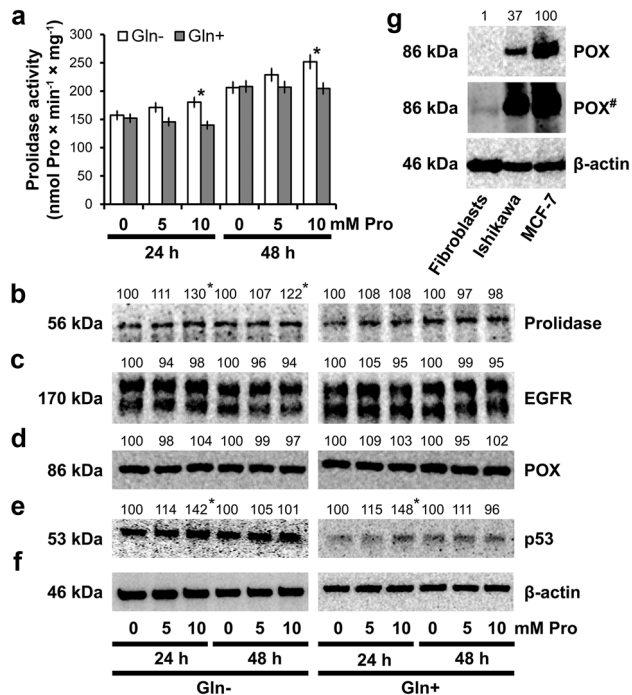 a
Gln- Gln+
Prolidase activity
(nmol Pro × min⁻¹ × mg⁻¹)
300
250
200
150
100
50
0
* *
0 5 10 0 5 10 mM Pro
24 h 48 h
g
1 37 100
86 kDa POX
86 kDa POX#
46 kDa β-actin
Fibroblasts
Ishikawa
MCF-7
b
100 111 130* 100 107 122* 100 108 108 100 97 98
56 kDa Prolidase
c
100 94 98 100 96 94 100 105 95 100 99 95
170 kDa EGFR
d
100 98 104 100 99 97 100 109 103 100 95 102
86 kDa POX
e
100 114 142* 100 105 101 100 115 148* 100 111 96
53 kDa p53
f
46 kDa β-actin
0 5 10 0 5 10 0 5 10 0 5 10 mM Pro
24 h 48 h 24 h 48 h
Gln- Gln+